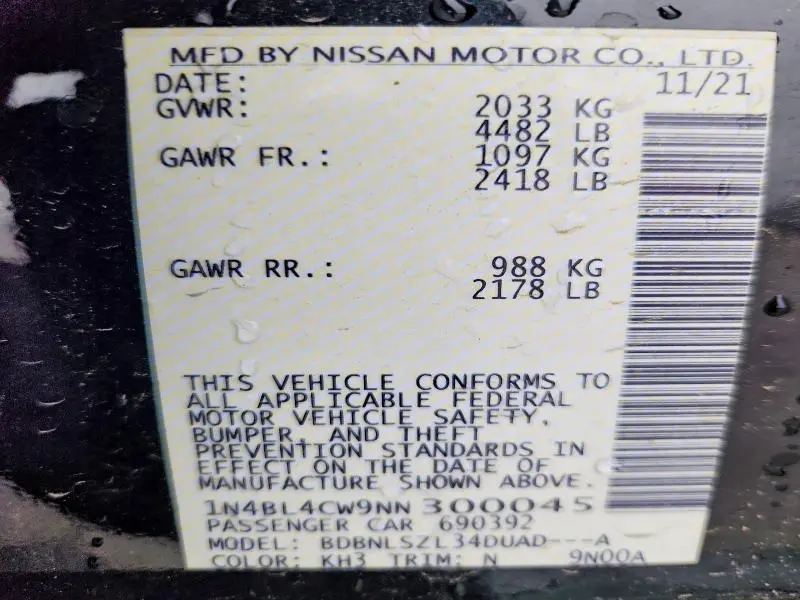 MFD BY NISSAN MOTOR CO., LTD.
DATE: 11/21
GVWR: 2033 KG
4482 LB
GAWR FR.: 1097 KG
2418 LB
GAWR RR.: 988 KG
2178 LB
THIS VEHICLE CONFORMS TO
ALL APPLICABLE FEDERAL
MOTOR VEHICLE SAFETY,
BUMPER, AND THEFT
PREVENTION STANDARDS IN
EFFECT ON THE DATE OF
MANUFACTURE SHOWN ABOVE.
1N4BL4CW9NN300045
PASSENGER CAR 690392
MODEL: BDBNLSZL34DUAD---A
COLOR: KH3 TRIM: N 9N00A